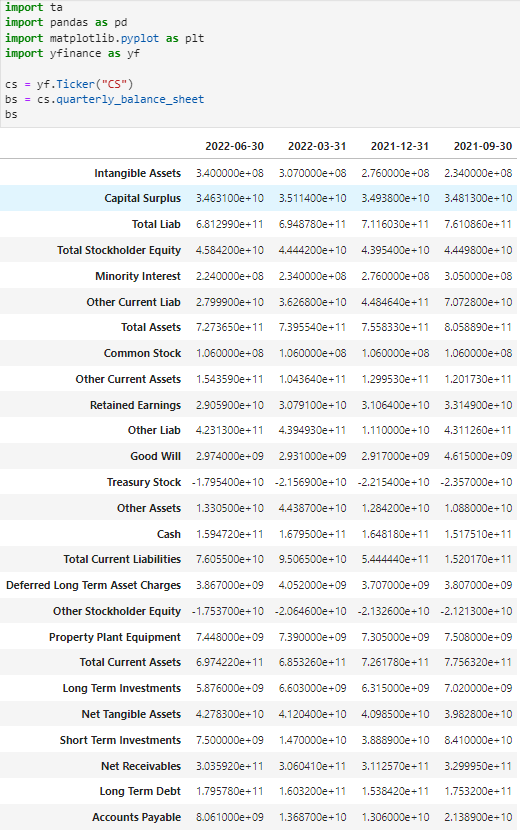 import ta
import pandas as pd
import matplotlib.pyplot as plt
import yfinance as yf
cs = yf.Ticker("CS")
bs = cs.quarterly_balance_sheet
bs
2022-06-30 2022-03-31 2021-12-31 2021-09-30
Intangible Assets 3.400000e+08 3.070000e+08 2.760000e+08 2.340000e+08
Capital Surplus 3.463100e+10 3.511400e+10 3.493800e+10 3.481300e+10
Total Liab 6.812990e+11 6.948780e+11 7.116030e+11 7.610860e+11
Total Stockholder Equity 4.584200e+10 4.444200e+10 4.395400e+10 4.449800e+10
Minority Interest 2.240000e+08 2.340000e+08 2.760000e+08 3.050000e+08
Other Current Liab 2.799900e+10 3.626800e+10 4.484640e+11 7.072800e+10
Total Assets 7.273650e+11 7.395540e+11 7.558330e+11 8.058890e+11
Common Stock 1.060000e+08 1.060000e+08 1.060000e+08 1.060000e+08
Other Current Assets 1.543590e+11 1.043640e+11 1.299530e+11 1.201730e+11
Retained Earnings 2.905900e+10 3.079100e+10 3.106400e+10 3.314900e+10
Other Liab 4.231300e+11 4.394930e+11 1.110000e+10 4.311260e+11
Good Will 2.974000e+09 2.931000e+09 2.917000e+09 4.615000e+09
Treasury Stock -1.795400e+10 -2.156900e+10 -2.215400e+10 -2.357000e+10
Other Assets 1.330500e+10 4.438700e+10 1.284200e+10 1.088000e+10
Cash 1.594720e+11 1.679500e+11 1.648180e+11 1.517510e+11
Total Current Liabilities 7.605500e+10 9.506500e+10 5.444440e+11 1.520170e+11
Deferred Long Term Asset Charges 3.867000e+09 4.052000e+09 3.707000e+09 3.807000e+09
Other Stockholder Equity -1.753700e+10 -2.064600e+10 -2.132600e+10 -2.121300e+10
Property Plant Equipment 7.448000e+09 7.390000e+09 7.305000e+09 7.508000e+09
Total Current Assets 6.974220e+11 6.853260e+11 7.261780e+11 7.756320e+11
Long Term Investments 5.876000e+09 6.603000e+09 6.315000e+09 7.020000e+09
Net Tangible Assets 4.278300e+10 4.120400e+10 4.098500e+10 3.982800e+10
Short Term Investments 7.500000e+09 1.470000e+10 3.888900e+10 8.410000e+10
Net Receivables 3.035920e+11 3.060410e+11 3.112570e+11 3.299950e+11
Long Term Debt 1.795780e+11 1.603200e+11 1.538420e+11 1.753200e+11
Accounts Payable 8.061000e+09 1.368700e+10 1.306000e+10 2.138900e+10